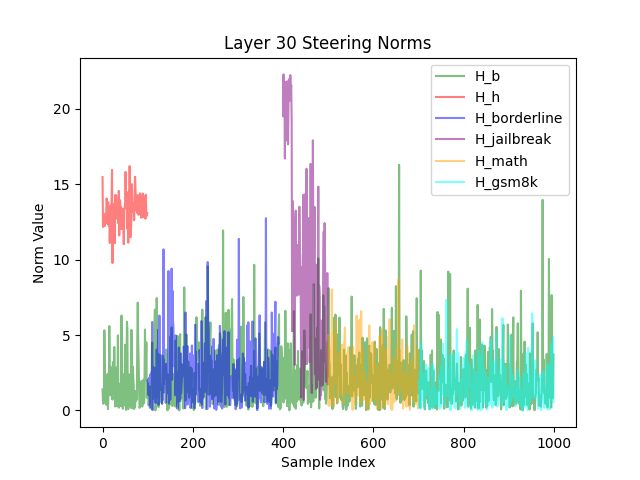 Layer 30 Steering Norms
H_b
H_h
H_borderline
H_jailbreak
H_math
H_gsm8k
Norm Value
20
15
10
5
0
0 200 400 600 800 1000
Sample Index